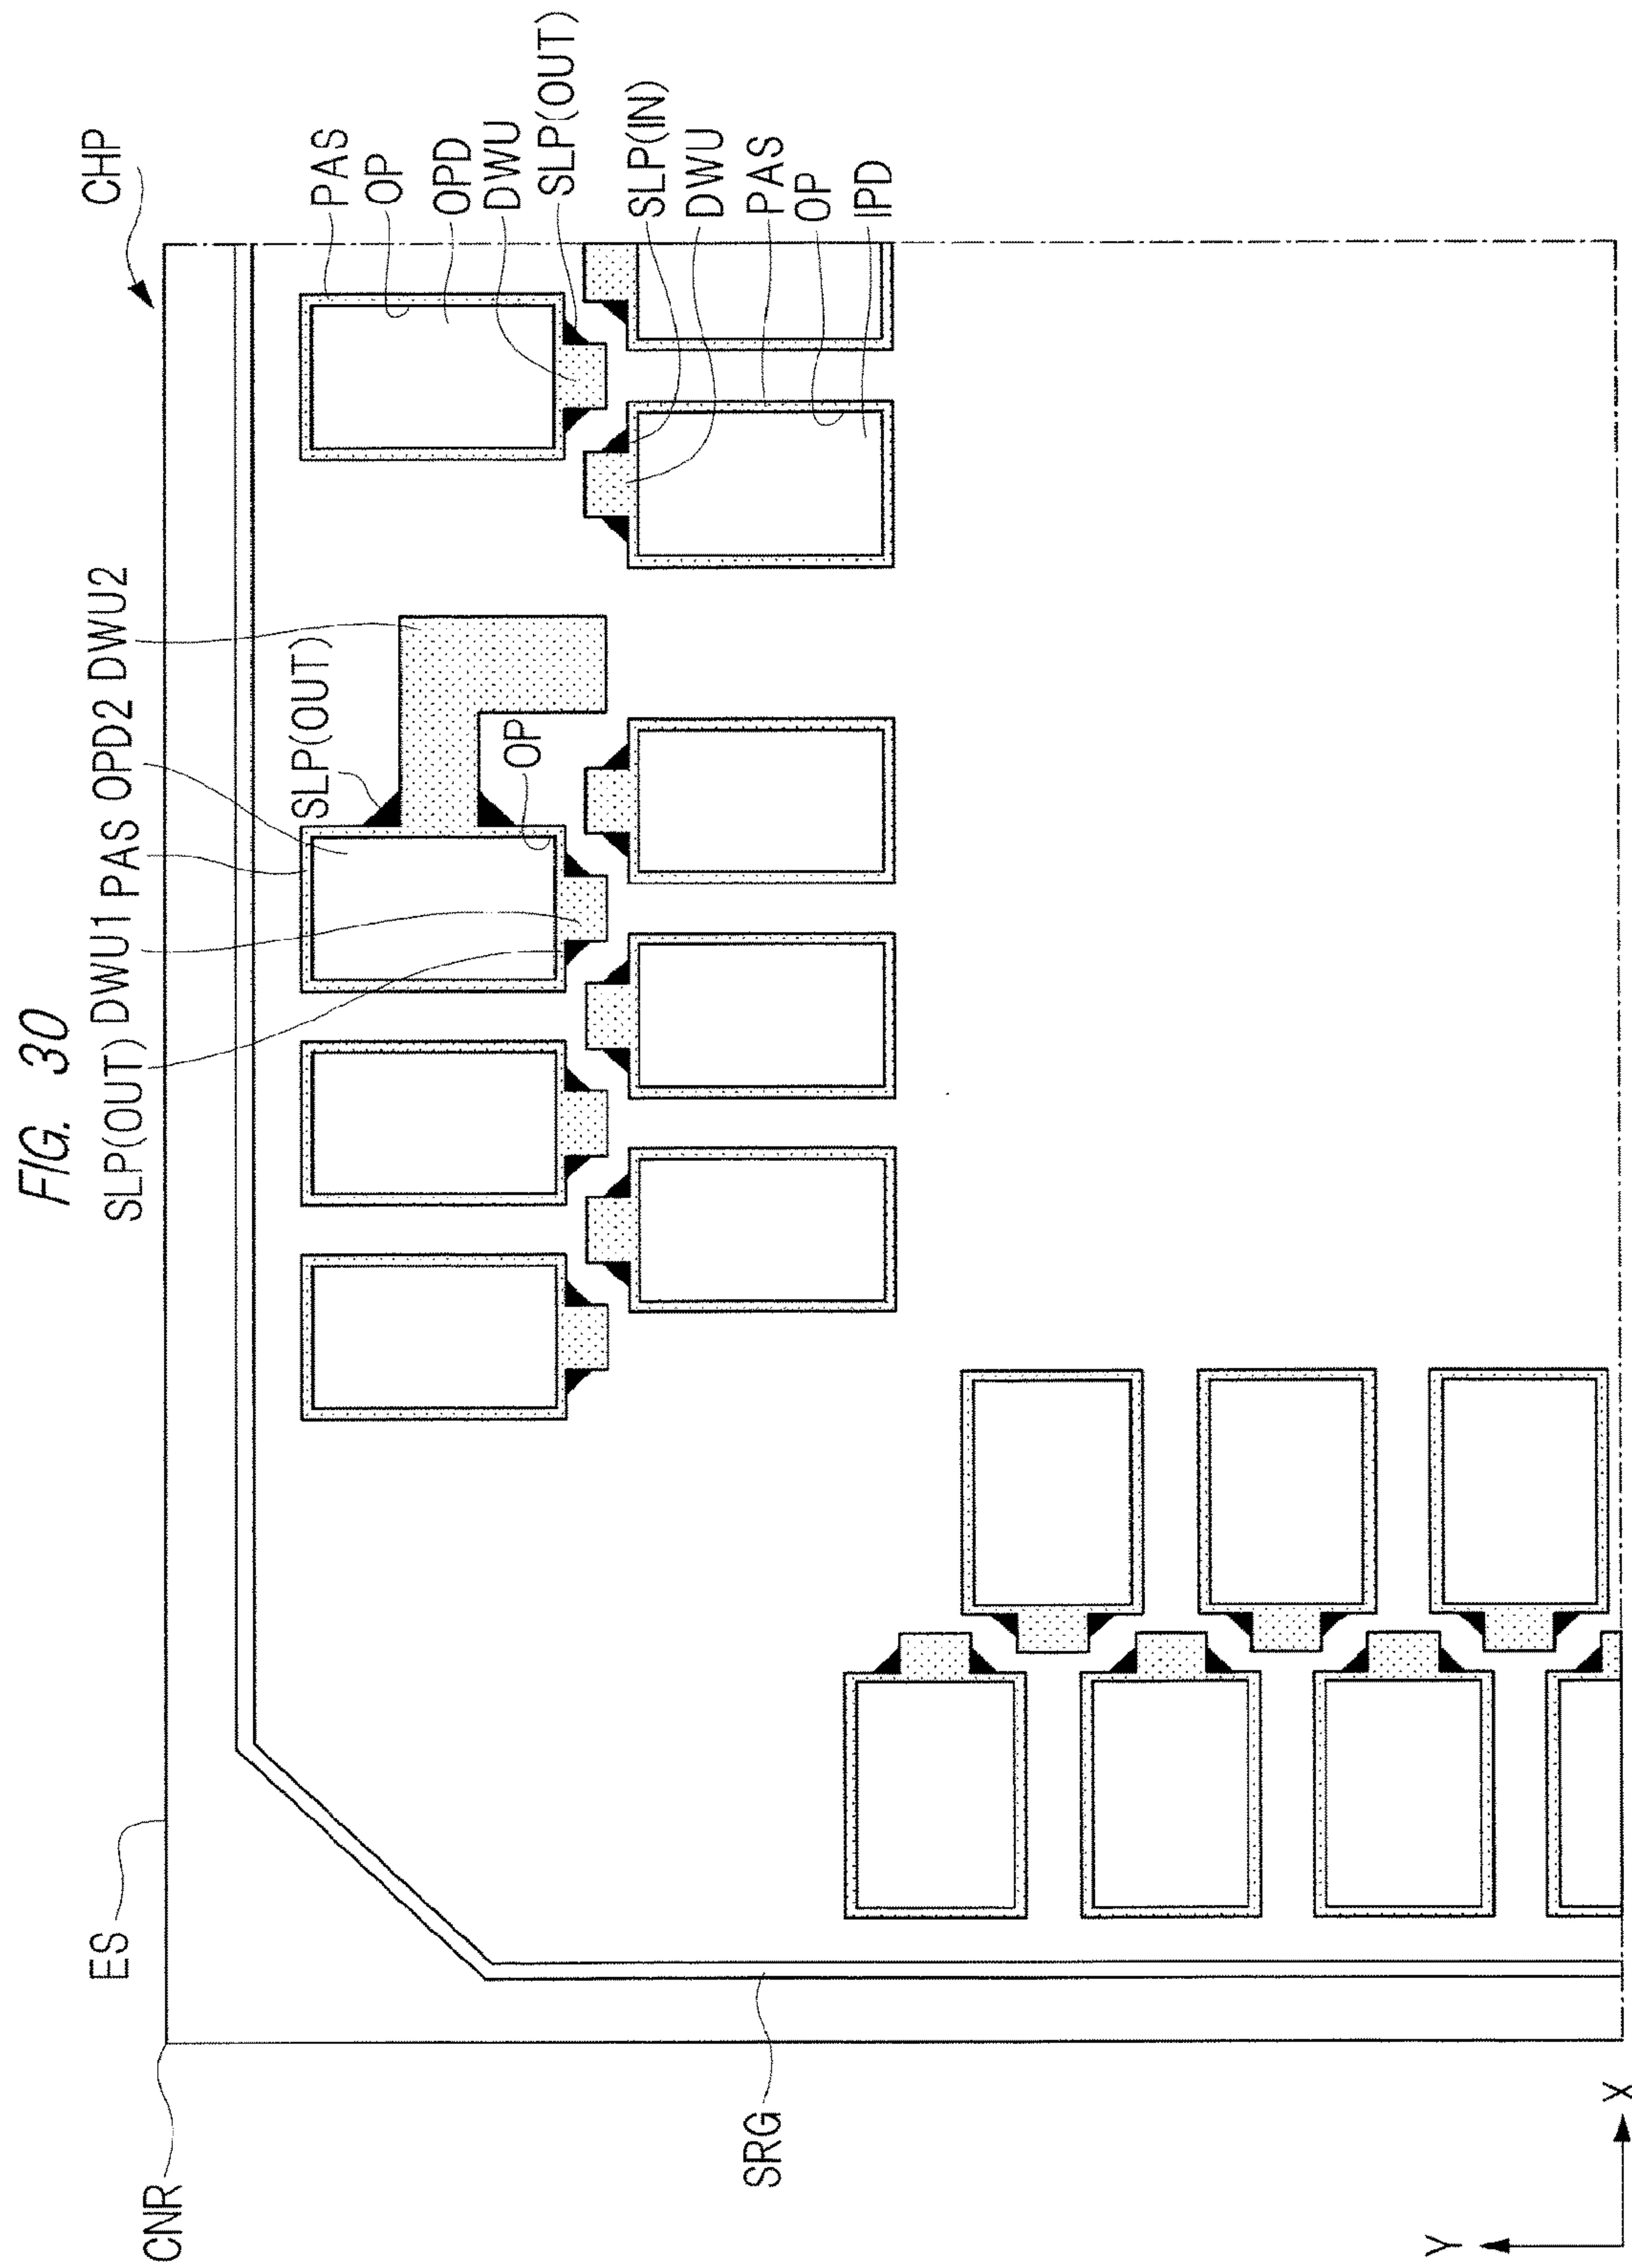 FIG. 30
CHP
SLP(OUT)
DWU1
PAS
OPD2
DWU2
SLP(OUT)
OP
PAS
OP
OPD
DWU
SLP(OUT)
SLP(IN)
DWU
PAS
OP
IPD
ES
CNR
SRG
Y
X